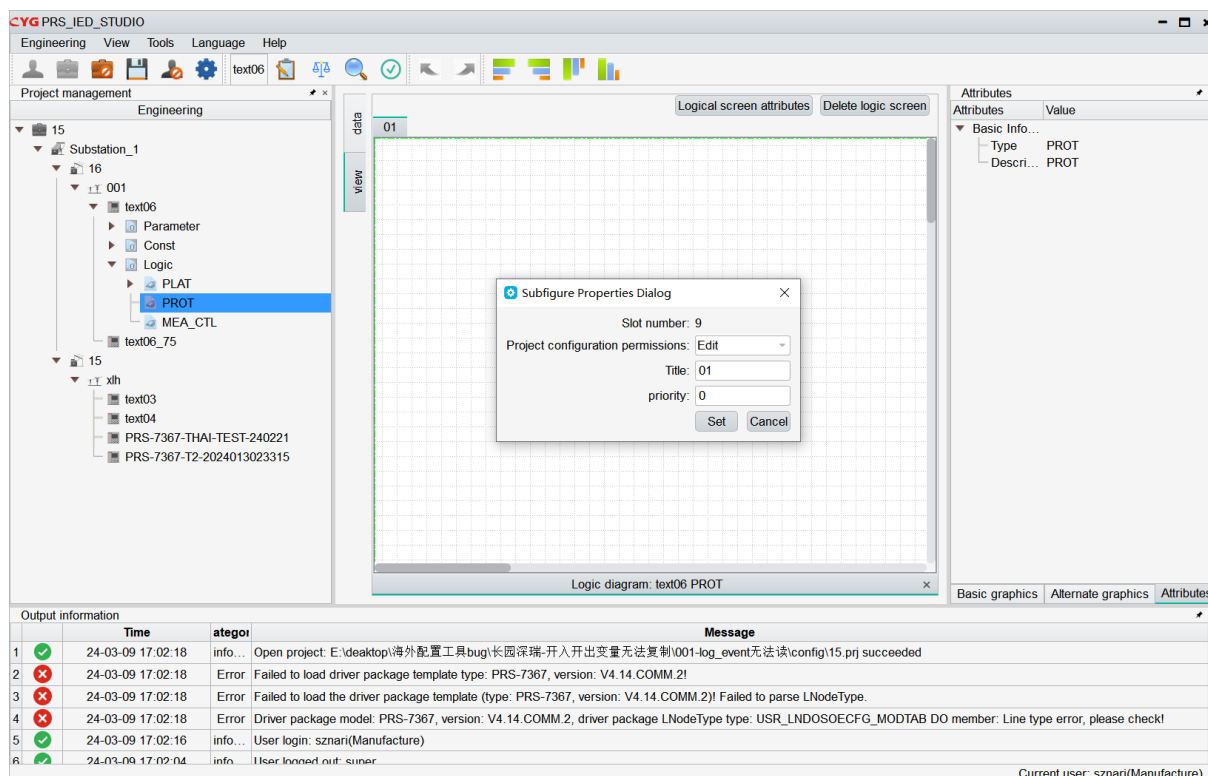 CYG PRS_IED_STUDIO
Engineering View Tools Language Help
text06
Project management
Engineering
15
Substation_1
16
001
text06
Parameter
Const
Logic
PLAT
PROT
MEA_CTL
text06_75
15
xlh
text03
text04
PRS-7367-THAI-TEST-240221
PRS-7367-T2-2024013023315
data
view
Logical screen attributes Delete logic screen
01
Subfigure Properties Dialog
Slot number: 9
Project configuration permissions: Edit
Title: 01
priority: 0
Set Cancel
Logic diagram: text06 PROT
Attributes
Attributes Value
Basic Info...
Type PROT
Descri... PROT
Basic graphics Alternate graphics Attributes
Output information
Time ategor Message
1 24-03-09 17:02:18 info... Open project: E:\deaktop\海外配置工具bug\长园深瑞-开入开出变量无法复制\001-log_event无法读\config\15.prj succeeded
2 24-03-09 17:02:18 Error Failed to load driver package template type: PRS-7367, version: V4.14.COMM.2!
3 24-03-09 17:02:18 Error Failed to load the driver package template (type: PRS-7367, version: V4.14.COMM.2)! Failed to parse LNodeType.
4 24-03-09 17:02:18 Error Driver package model: PRS-7367, version: V4.14.COMM.2, driver package LNodeType type: USR_LNDOSOECFG_MODTAB DO member: Line type error, please check!
5 24-03-09 17:02:16 info... User login: sznari(Manufacture)
6 24-03-09 17:02:04 info... User logged out: super
Current user: sznari(Manufacture)